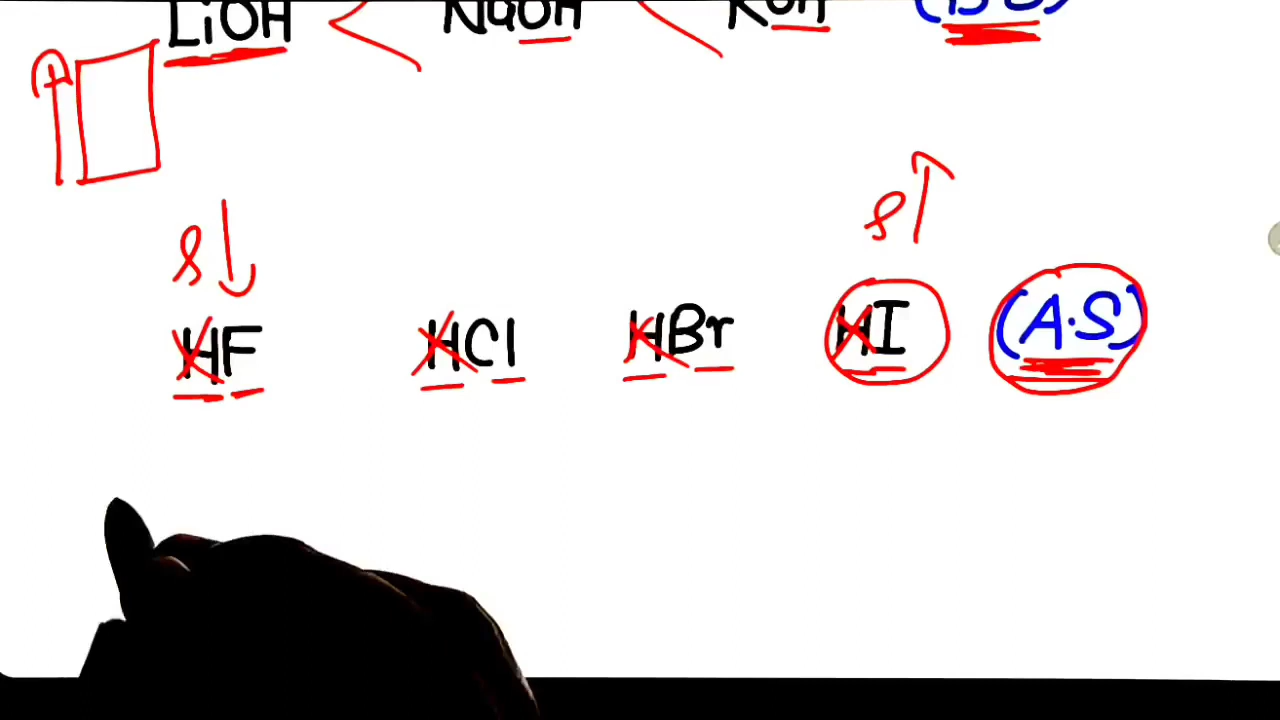 LiOH < NaOH < KOH (B.S)
s↓ s↑
HF HCl HBr HI (A.S)